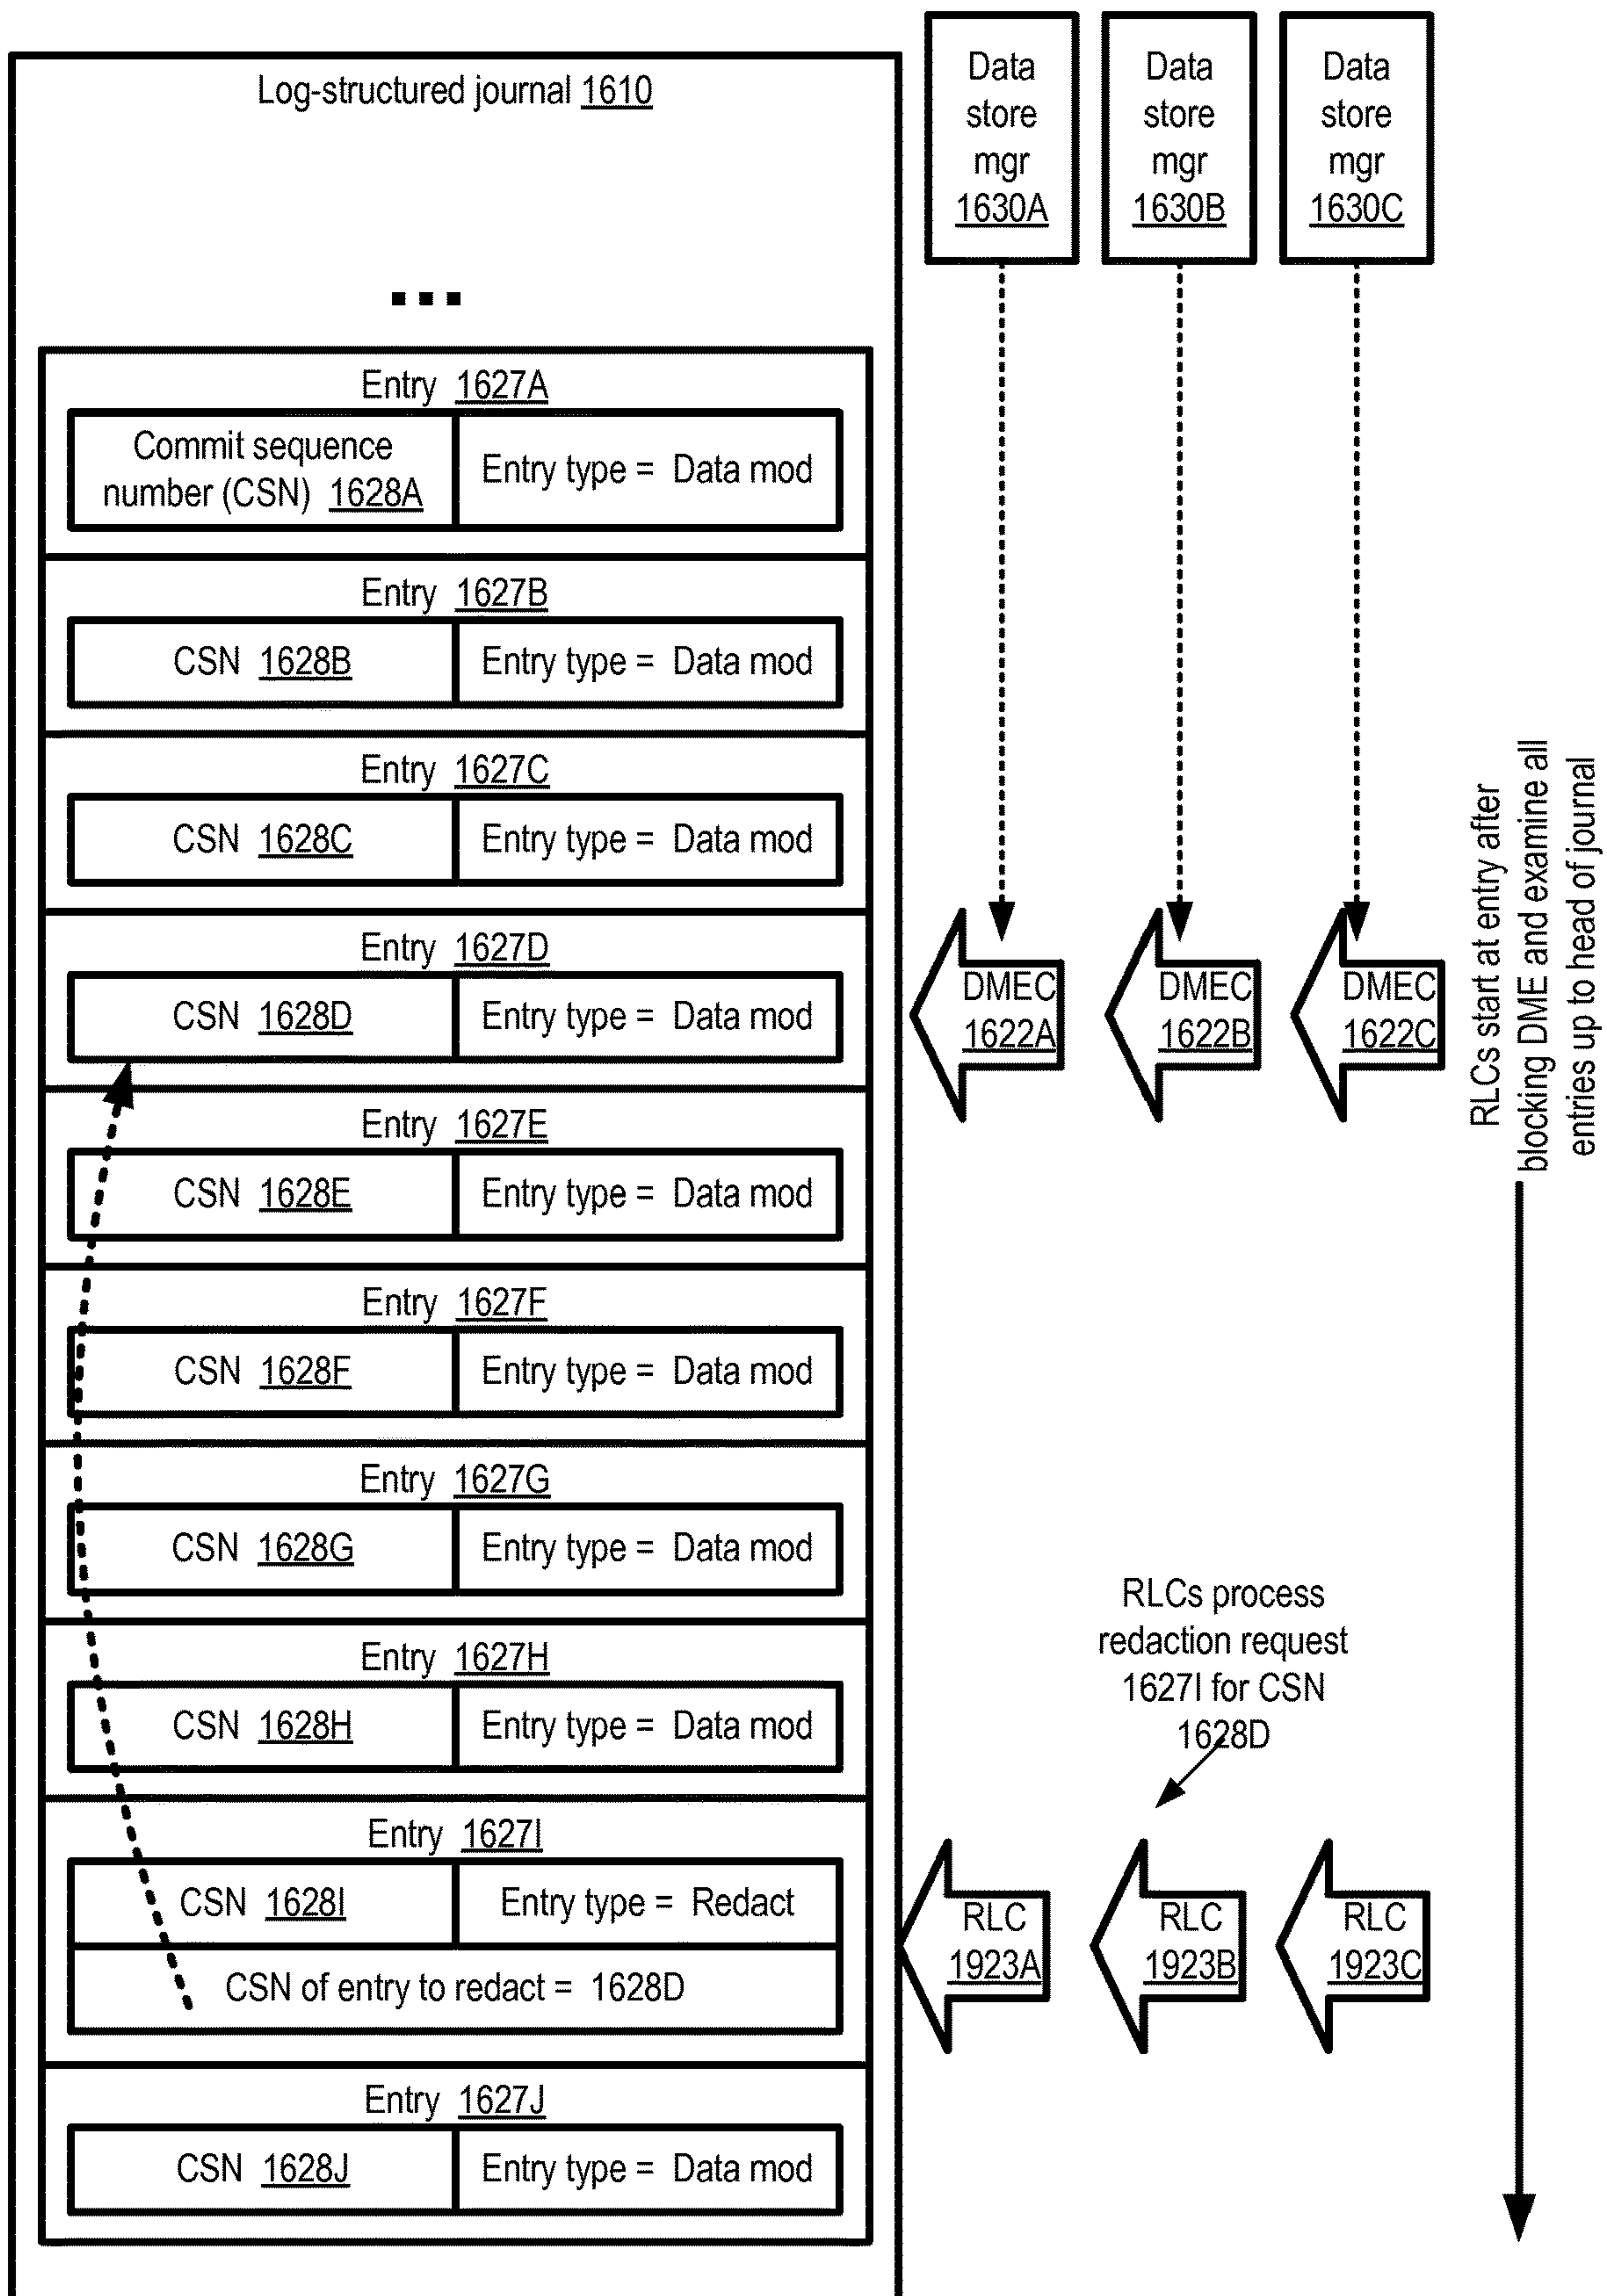 Log-structured journal 1610
...
Entry 1627A
Commit sequence
number (CSN) 1628A
Entry type = Data mod
Entry 1627B
CSN 1628B
Entry type = Data mod
Entry 1627C
CSN 1628C
Entry type = Data mod
Entry 1627D
CSN 1628D
Entry type = Data mod
Entry 1627E
CSN 1628E
Entry type = Data mod
Entry 1627F
CSN 1628F
Entry type = Data mod
Entry 1627G
CSN 1628G
Entry type = Data mod
Entry 1627H
CSN 1628H
Entry type = Data mod
Entry 1627I
CSN 1628I
Entry type = Redact
CSN of entry to redact = 1628D
Entry 1627J
CSN 1628J
Entry type = Data mod
Data
store
mgr
1630A
Data
store
mgr
1630B
Data
store
mgr
1630C
DMEC
1622A
DMEC
1622B
DMEC
1622C
RLCs start at entry after
blocking DME and examine all
entries up to head of journal
RLCs process
redaction request
1627I for CSN
1628D
RLC
1923A
RLC
1923B
RLC
1923C